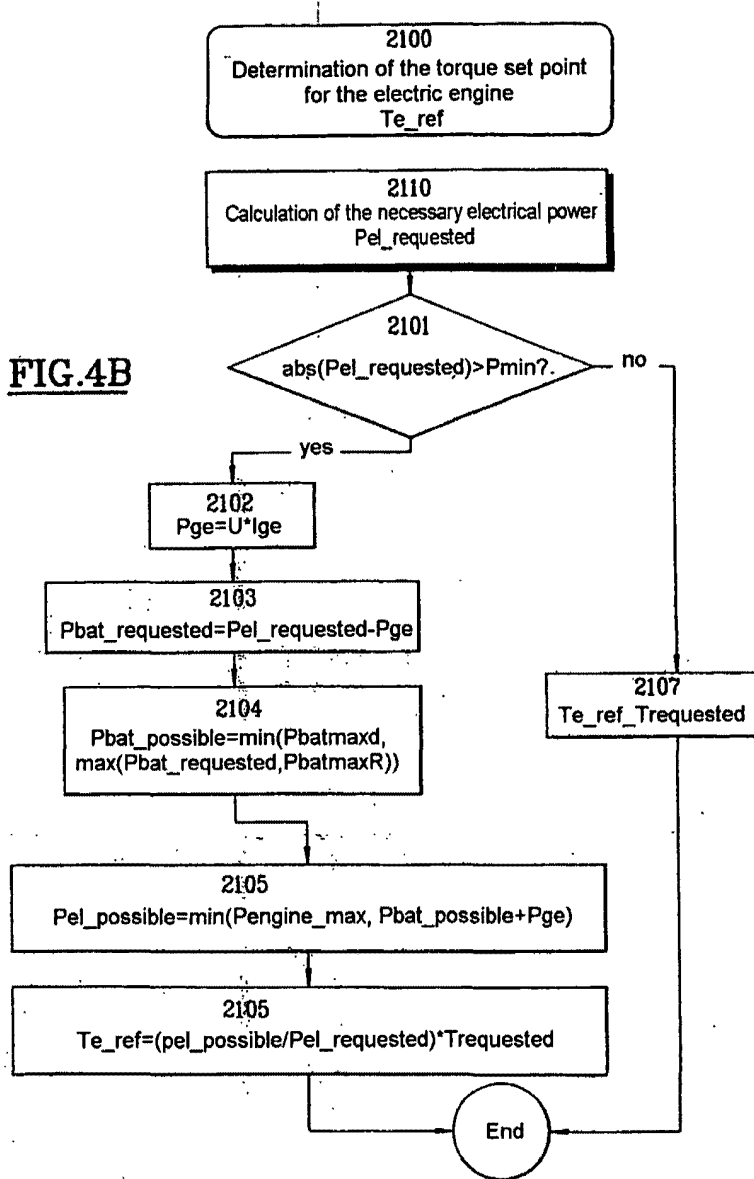 2100
Determination of the torque set point
for the electric engine
Te_ref
2110
Calculation of the necessary electrical power
Pel_requested
2101
abs(Pel_requested)>Pmin?.
FIG.4B
no
yes
2102
Pge=U*Ige
2103
Pbat_requested=Pel_requested-Pge
2104
Pbat_possible=min(Pbatmaxd,
max(Pbat_requested,PbatmaxR))
2107
Te_ref_Trequested
2105
Pel_possible=min(Pengine_max, Pbat_possible+Pge)
2105
Te_ref=(pel_possible/Pel_requested)*Trequested
End